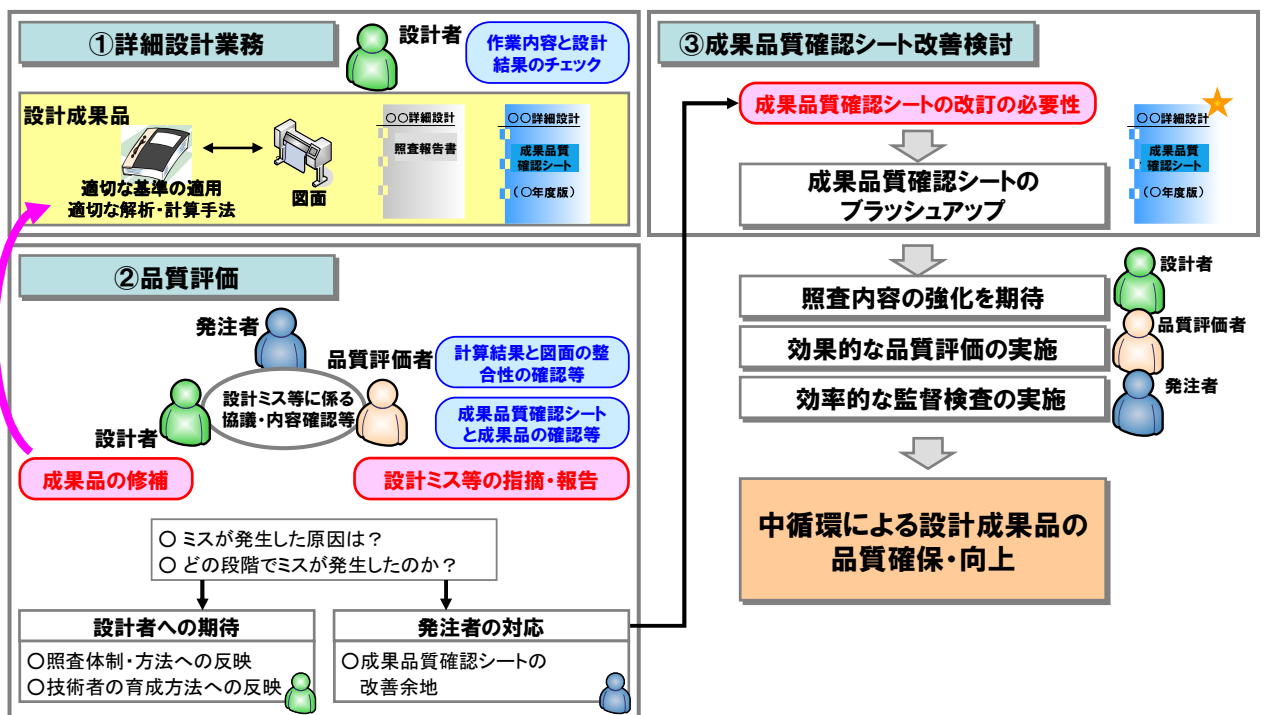 ①詳細設計業務
設計者
作業内容と設計
結果のチェック
設計成果品
適切な基準の適用
適切な解析・計算手法
図面
〇〇詳細設計
照査報告書
〇〇詳細設計
成果品質
確認シート
(〇年度版)
②品質評価
発注者
品質評価者
設計者
設計ミス等に係る
協議・内容確認等
計算結果と図面の整
合性の確認等
成果品質確認シート
と成果品の確認等
成果品の修補
設計ミス等の指摘・報告
〇 ミスが発生した原因は？
〇 どの段階でミスが発生したのか？
設計者への期待
〇照査体制・方法への反映
〇技術者の育成方法への反映
発注者の対応
〇成果品質確認シートの
改善余地
③成果品質確認シート改善検討
成果品質確認シートの改訂の必要性
〇〇詳細設計
成果品質
確認シート
(〇年度版)
成果品質確認シートの
ブラッシュアップ
照査内容の強化を期待
設計者
効果的な品質評価の実施
品質評価者
効率的な監督検査の実施
発注者
中循環による設計成果品の
品質確保・向上